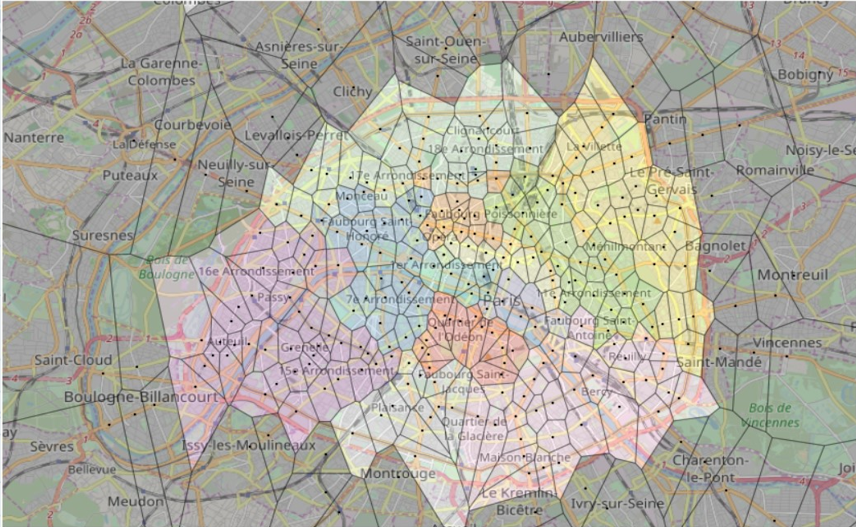 Colombes
Drancy
Aubervilliers
Saint-Ouen-
sur-Seine
Asnières-sur-
Seine
La Garenne-
Colombes
Bobigny
Clichy
Pantin
Courbevoie
Levallois-Perret
Clignancourt
Nanterre
La Défense
18e Arrondissement
La Villette
Noisy-le-Se
Neuilly-sur-
Seine
Puteaux
17e Arrondissement
Le Pré-Saint-
Gervais
Romainville
Monceau
Faubourg Saint-
Honoré
Faubourg Poissonnière
Suresnes
Opéra
Ménilmontant
Bagnolet
Bois de
Boulogne
16e Arrondissement
1er Arrondissement
Montreuil
Passy
7e Arrondissement
Paris
11e Arrondissement
Quartier de
l'Odéon
Faubourg Saint-
Antoine
Auteuil
Grenelle
Vincennes
Saint-Cloud
Reuilly
Saint-Mandé
15e Arrondissement
Faubourg Saint-
Jacques
Boulogne-Billancourt
Bercy
Plaisance
Bois de
Vincennes
Quartier de
la Glacière
ay
Sèvres
Issy-les-Moulineaux
Maison Blanche
Charenton-
le-Pont
Bellevue
Montrouge
Joi
Meudon
Le Kremlin-
Bicêtre
Ivry-sur-Seine